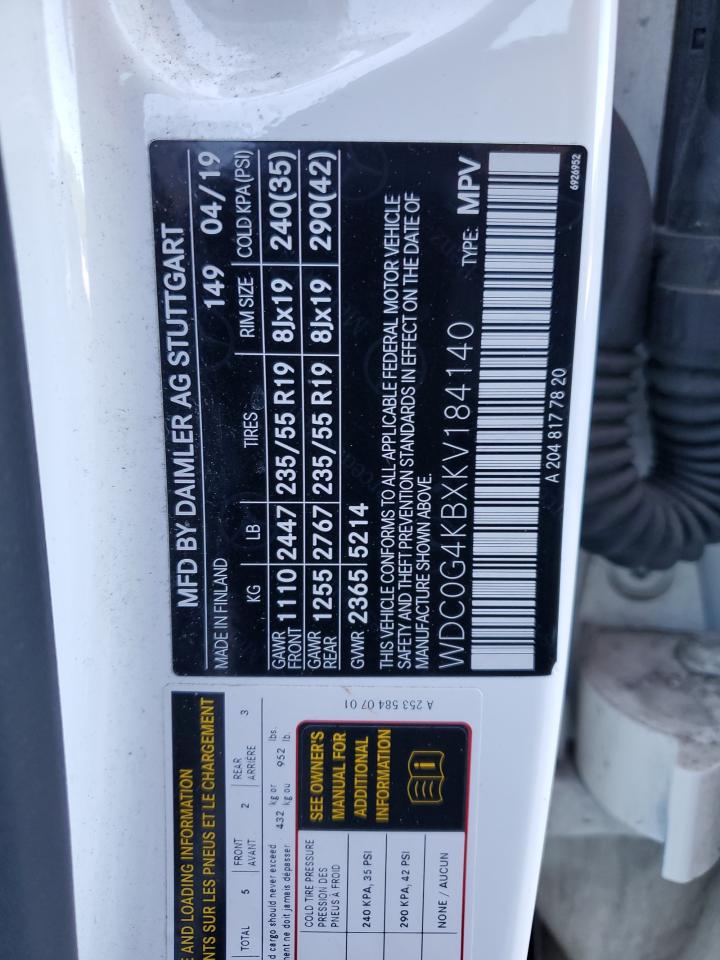 MFD BY DAIMLER AG STUTTGART
MADE IN FINLAND 149 04/19
KG LB TIRES RIM SIZE COLD KPA(PSI)
GAWR FRONT 1110 2447 235/55 R19 8Jx19 240(35)
GAWR REAR 1255 2767 235/55 R19 8Jx19 290(42)
GVWR 2365 5214
THIS VEHICLE CONFORMS TO ALL APPLICABLE FEDERAL MOTOR VEHICLE
SAFETY AND THEFT PREVENTION STANDARDS IN EFFECT ON THE DATE OF
MANUFACTURE SHOWN ABOVE.
WDC0G4KBXKV184140 TYPE: MPV
A 204 817 78 20
6926952
A 253 584 07 01
E AND LOADING INFORMATION
NTS SUR LES PNEUS ET LE CHARGEMENT
TOTAL 5 FRONT 2 REAR 3
AVANT ARRIÈRE
d cargo should never exceed 432 kg or 952 lbs.
ment ne doit jamais dépasser kg ou lb.
COLD TIRE PRESSURE
PRESSION DES
PNEUS À FROID
240 KPA, 35 PSI
290 KPA, 42 PSI
NONE / AUCUN
SEE OWNER'S
MANUAL FOR
ADDITIONAL
INFORMATION